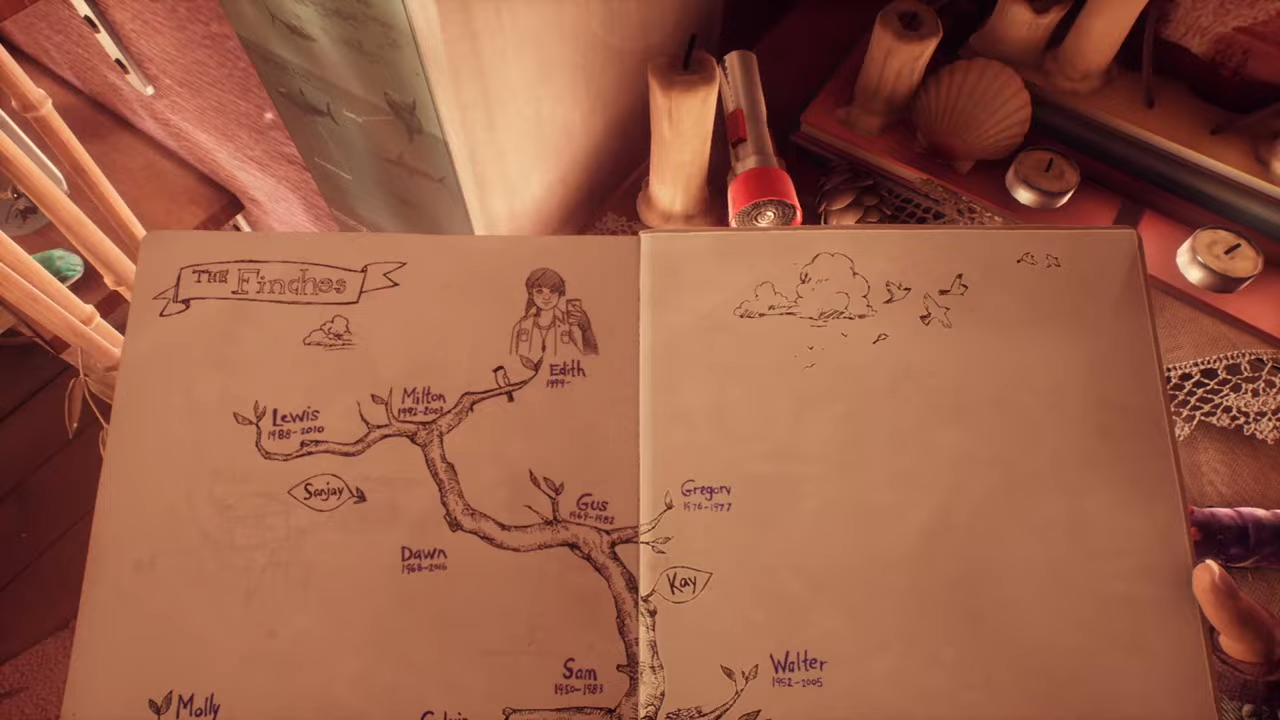 THE Finches
Edith
1999-
Milton
1992-2003
Lewis
1988-2010
Sanjay
Gregory
1976-1977
Gus
1969-1982
Dawn
1968-2016
Kay
Sam
1950-1983
Walter
1952-2005
Molly